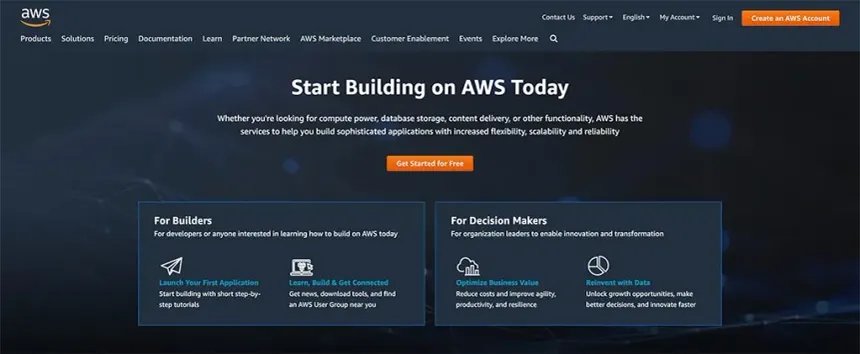 aws
Contact Us Support English My Account Sign In Create an AWS Account
Products Solutions Pricing Documentation Learn Partner Network AWS Marketplace Customer Enablement Events Explore More
Start Building on AWS Today
Whether you're looking for compute power, database storage, content delivery, or other functionality, AWS has the
services to help you build sophisticated applications with increased flexibility, scalability and reliability
Get Started for Free
For Builders
For developers or anyone interested in learning how to build on AWS today
Launch Your First Application
Start building with short step-by-
step tutorials
Learn, Build & Get Connected
Get news, download tools, and find
an AWS User Group near you
For Decision Makers
For organization leaders to enable innovation and transformation
Optimize Business Value
Reduce costs and improve agility,
productivity, and resilience
Reinvent with Data
Unlock growth opportunities, make
better decisions, and innovate faster